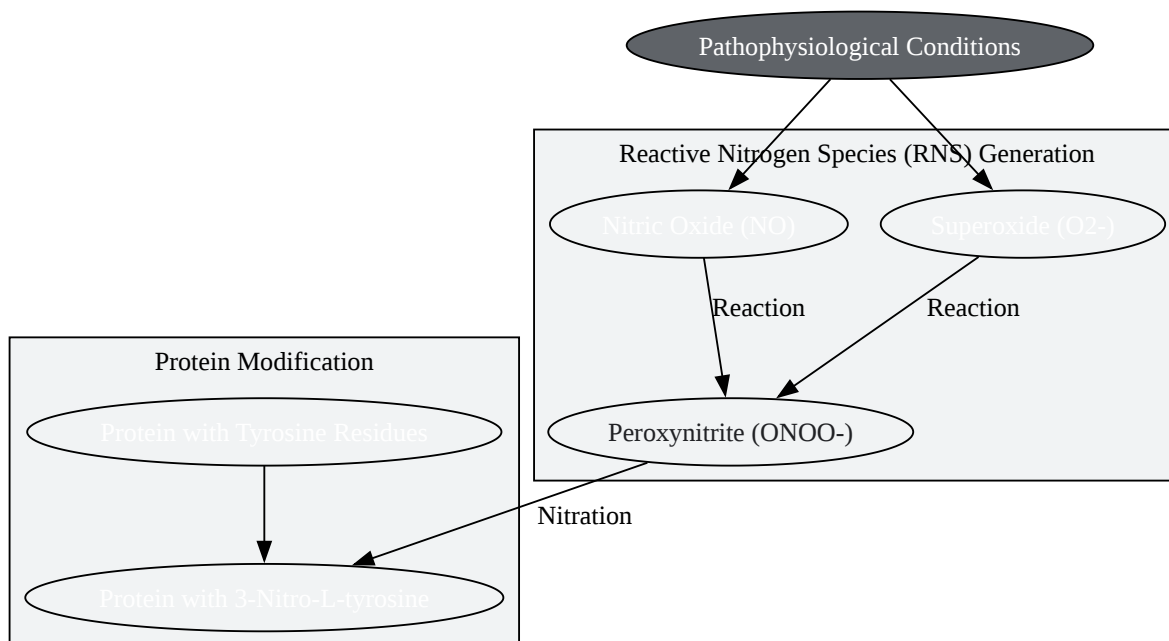 Pathophysiological Conditions
Reactive Nitrogen Species (RNS) Generation
Nitric Oxide (NO)
Superoxide (O2-)
Reaction
Reaction
Protein Modification
Protein with Tyrosine Residues
Peroxynitrite (ONOO-)
Nitration
Protein with 3-Nitro-L-tyrosine